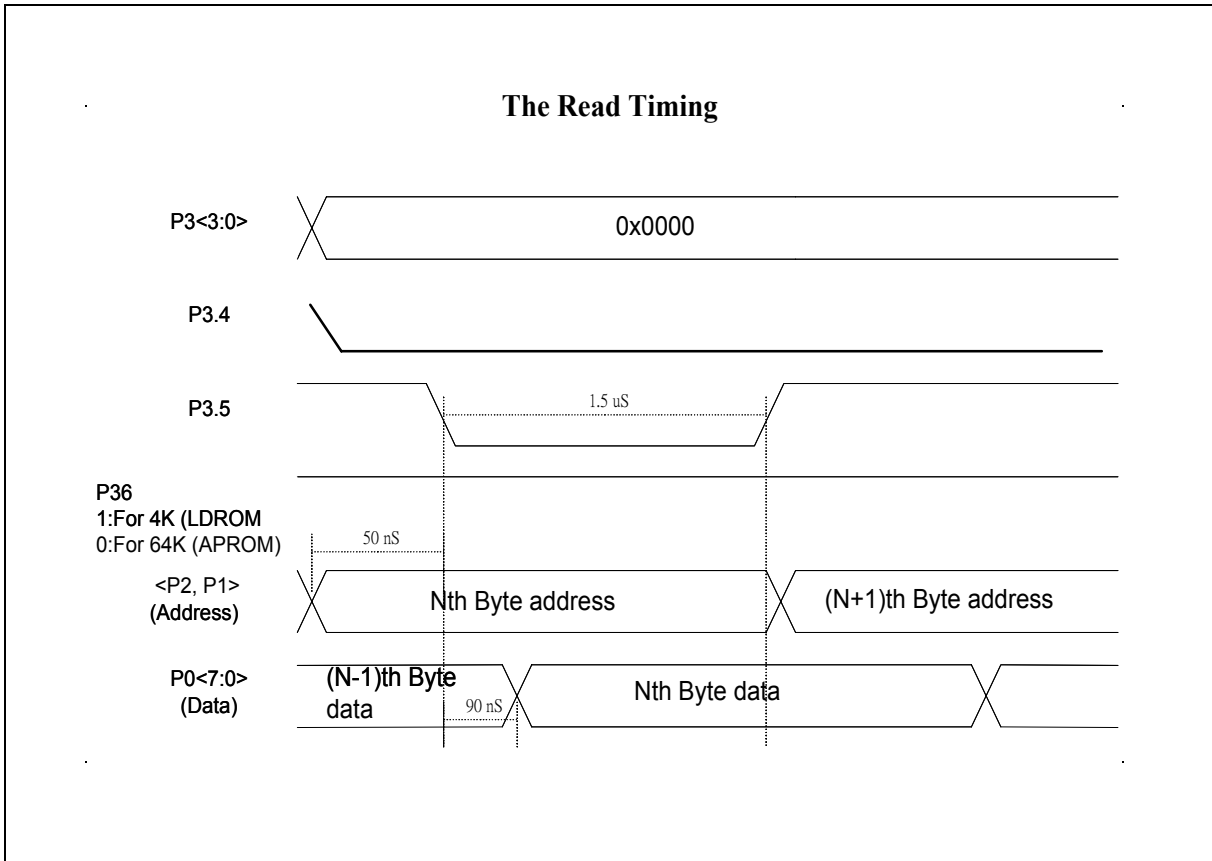 The Read Timing
P3<3:0>
0x0000
P3.4
P3.5
1.5 uS
P36
1:For 4K (LDROM
0:For 64K (APROM)
50 nS
<P2, P1>
(Address)
Nth Byte address
(N+1)th Byte address
P0<7:0>
(Data)
(N-1)th Byte
data
90 nS
Nth Byte data